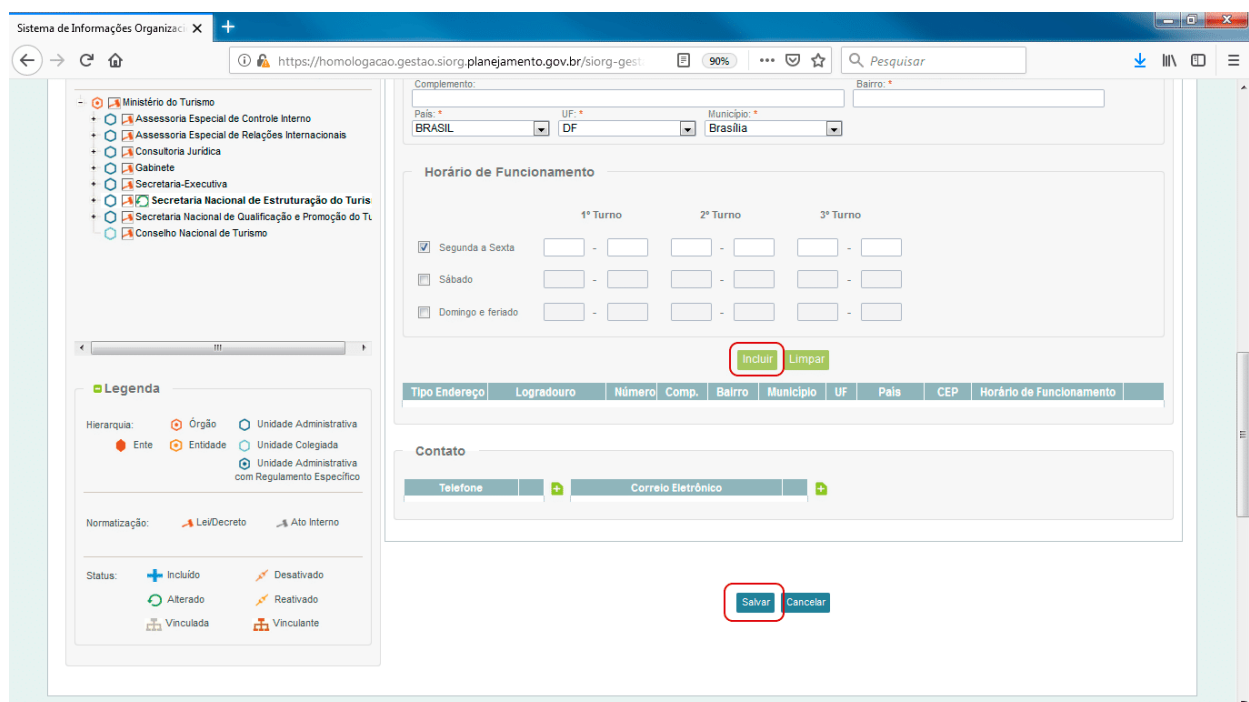 Sistema de Informações Organizaci
https://homologacao.gestao.siorg.planejamento.gov.br/siorg-gest
90%
Pesquisar
Ministério do Turismo
Assessoria Especial de Controle Interno
Assessoria Especial de Relações Internacionais
Consultoria Jurídica
Gabinete
Secretaria-Executiva
Secretaria Nacional de Estruturação do Turis
Secretaria Nacional de Qualificação e Promoção do Tu
Conselho Nacional de Turismo
Legenda
Hierarquia: Órgão Unidade Administrativa
Ente Entidade Unidade Colegiada
Unidade Administrativa
com Regulamento Específico
Normatização: Lei/Decreto Ato Interno
Status: Incluído Desativado
Alterado Reativado
Vinculada Vinculante
Complemento: Bairro: *
País: * UF: * Município: *
BRASIL DF Brasília
Horário de Funcionamento
1º Turno 2º Turno 3º Turno
Segunda a Sexta - - -
Sábado - - -
Domingo e feriado - - -
Incluir Limpar
Tipo Endereço Logradouro Número Comp. Bairro Município UF País CEP Horário de Funcionamento
Contato
Telefone Correio Eletrônico
Salvar Cancelar